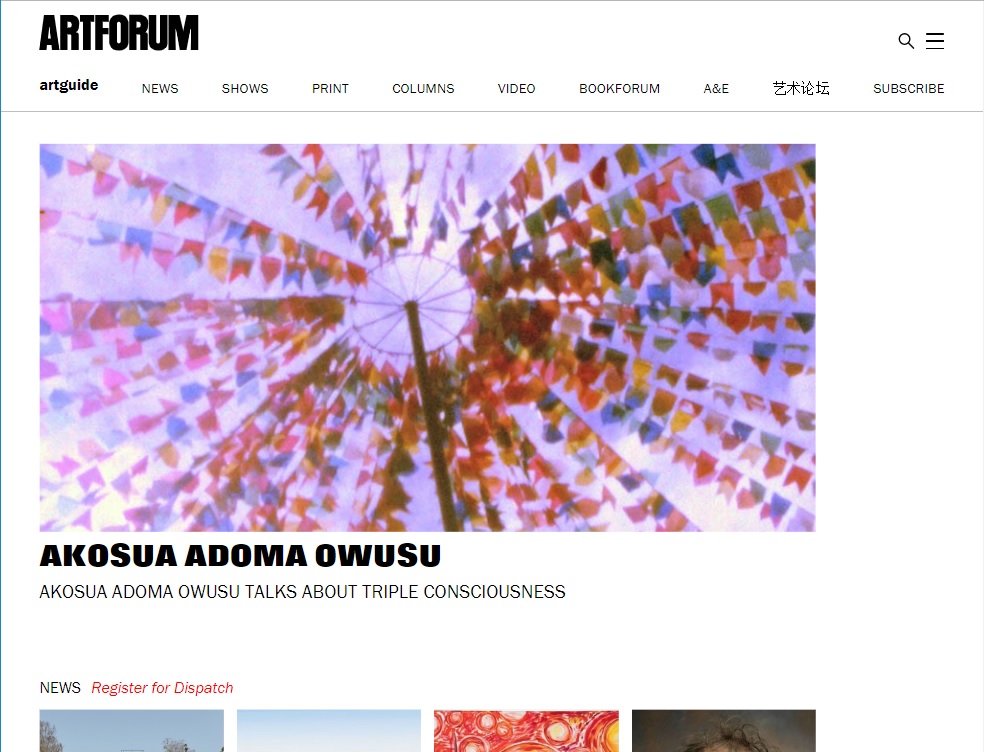 ARTFORUM
artguide NEWS SHOWS PRINT COLUMNS VIDEO BOOKFORUM A&E 艺术论坛 SUBSCRIBE
AKOSUA ADOMA OWUSU
AKOSUA ADOMA OWUSU TALKS ABOUT TRIPLE CONSCIOUSNESS
NEWS Register for Dispatch